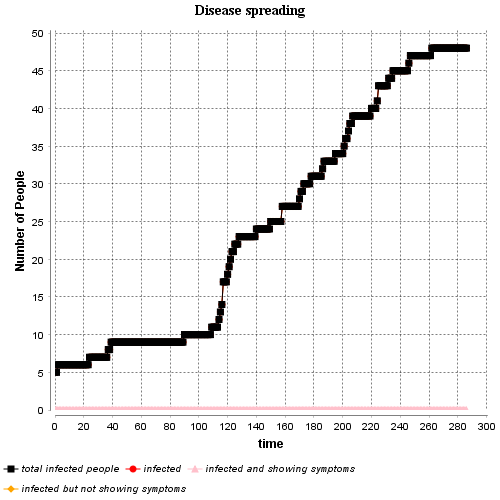 Disease spreading
50
45
40
35
30
25
20
15
10
5
0
Number of People
0 20 40 60 80 100 120 140 160 180 200 220 240 260 280 300
time
total infected people infected infected and showing symptoms
infected but not showing symptoms